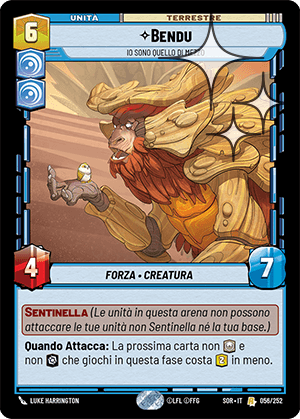 UNITÀ TERRESTRE
6
Bendu
IO SONO QUELLO DI MEZZO
4
7
FORZA • CREATURA
SENTINELLA (Le unità in questa arena non possono
attaccare le tue unità non Sentinella né la tua base.)
Quando Attacca: La prossima carta non e
non che giochi in questa fase costa 2 in meno.
LUKE HARRINGTON
©LFL ©FFG
SOR•IT R 056/252